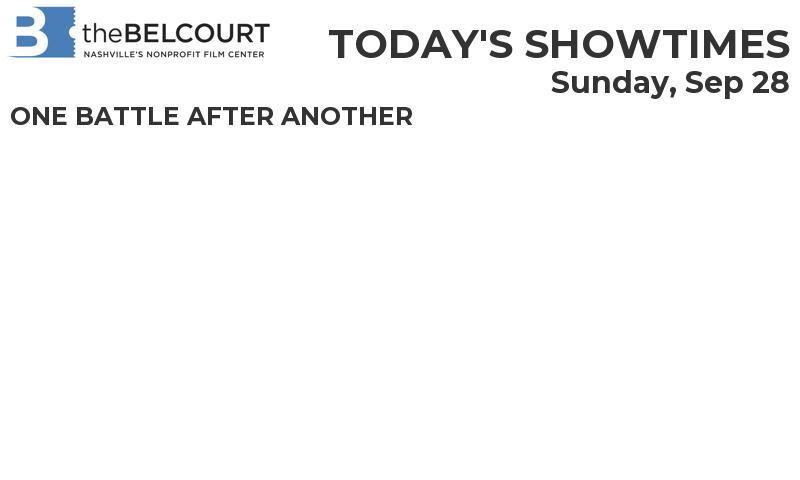 B theBELCOURT
NASHVILLE'S NONPROFIT FILM CENTER
TODAY'S SHOWTIMES
Sunday, Sep 28
ONE BATTLE AFTER ANOTHER